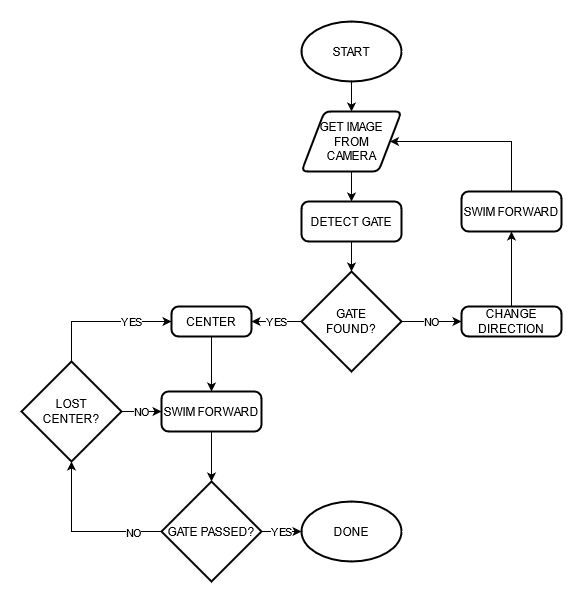 START
GET IMAGE
FROM
CAMERA
DETECT GATE
SWIM FORWARD
GATE
FOUND?
YES
NO
CENTER
CHANGE
DIRECTION
YES
LOST
CENTER?
NO
SWIM FORWARD
GATE PASSED?
NO
YES
DONE